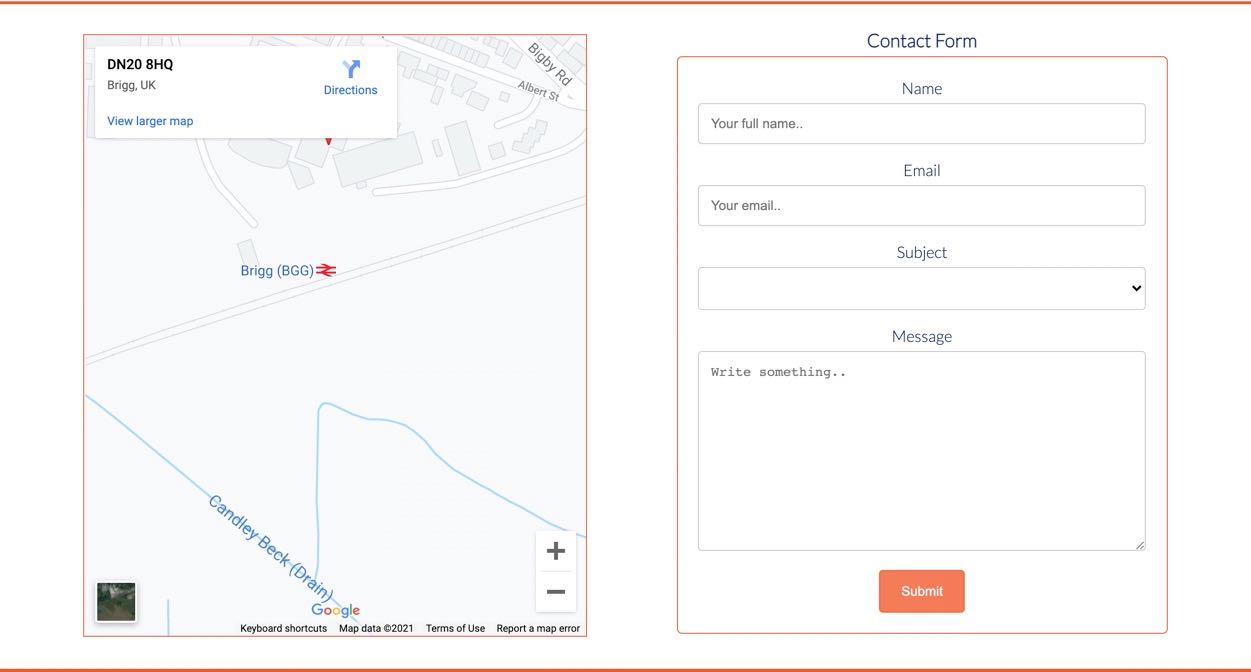 DN20 8HQ
Brigg, UK
Directions
View larger map
Bigby Rd
Albert St
Brigg (BGG)
Candley Beck (Drain)
Google
Keyboard shortcuts Map data ©2021 Terms of Use Report a map error
Contact Form
Name
Your full name..
Email
Your email..
Subject
Message
Write something..
Submit